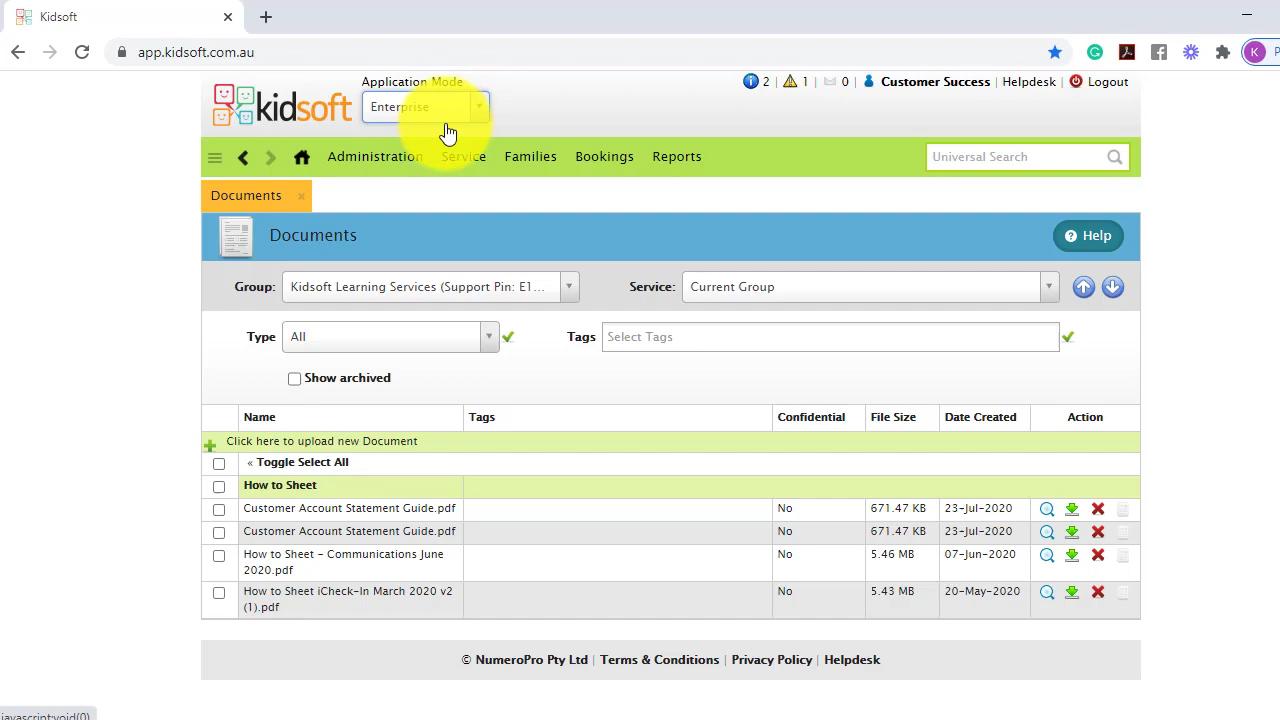 Kidsoft
app.kidsoft.com.au
K
Application Mode
kidsoft
Enterprise
2 | 1 | 0 | Customer Success | Helpdesk | Logout
Administration Service Families Bookings Reports
Universal Search
Documents
Documents
Help
Group: Kidsoft Learning Services (Support Pin: E1... Service: Current Group
Type All Tags Select Tags
Show archived
Name Tags Confidential File Size Date Created Action
Click here to upload new Document
« Toggle Select All
How to Sheet
Customer Account Statement Guide.pdf No 671.47 KB 23-Jul-2020
Customer Account Statement Guide.pdf No 671.47 KB 23-Jul-2020
How to Sheet - Communications June No 5.46 MB 07-Jun-2020
2020.pdf
How to Sheet iCheck-In March 2020 v2 No 5.43 MB 20-May-2020
(1).pdf
© NumeroPro Pty Ltd | Terms & Conditions | Privacy Policy | Helpdesk
javascript:void(0)